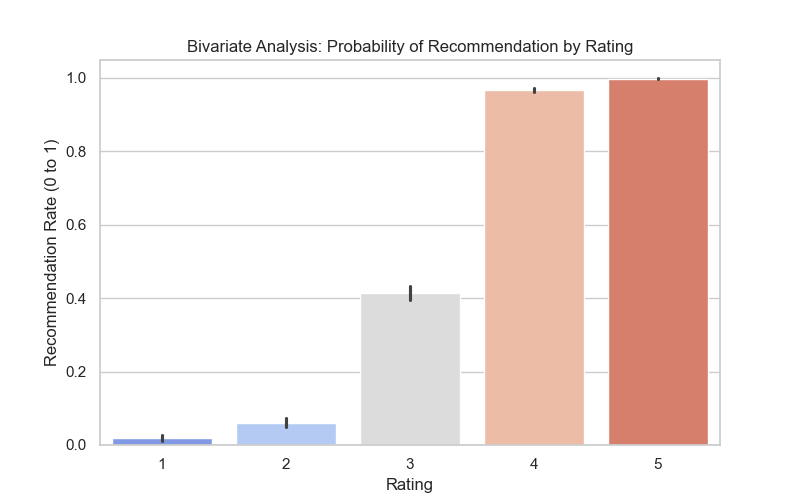 Bivariate Analysis: Probability of Recommendation by Rating
Recommendation Rate (0 to 1)
1.0
0.8
0.6
0.4
0.2
0.0
1 2 3 4 5
Rating